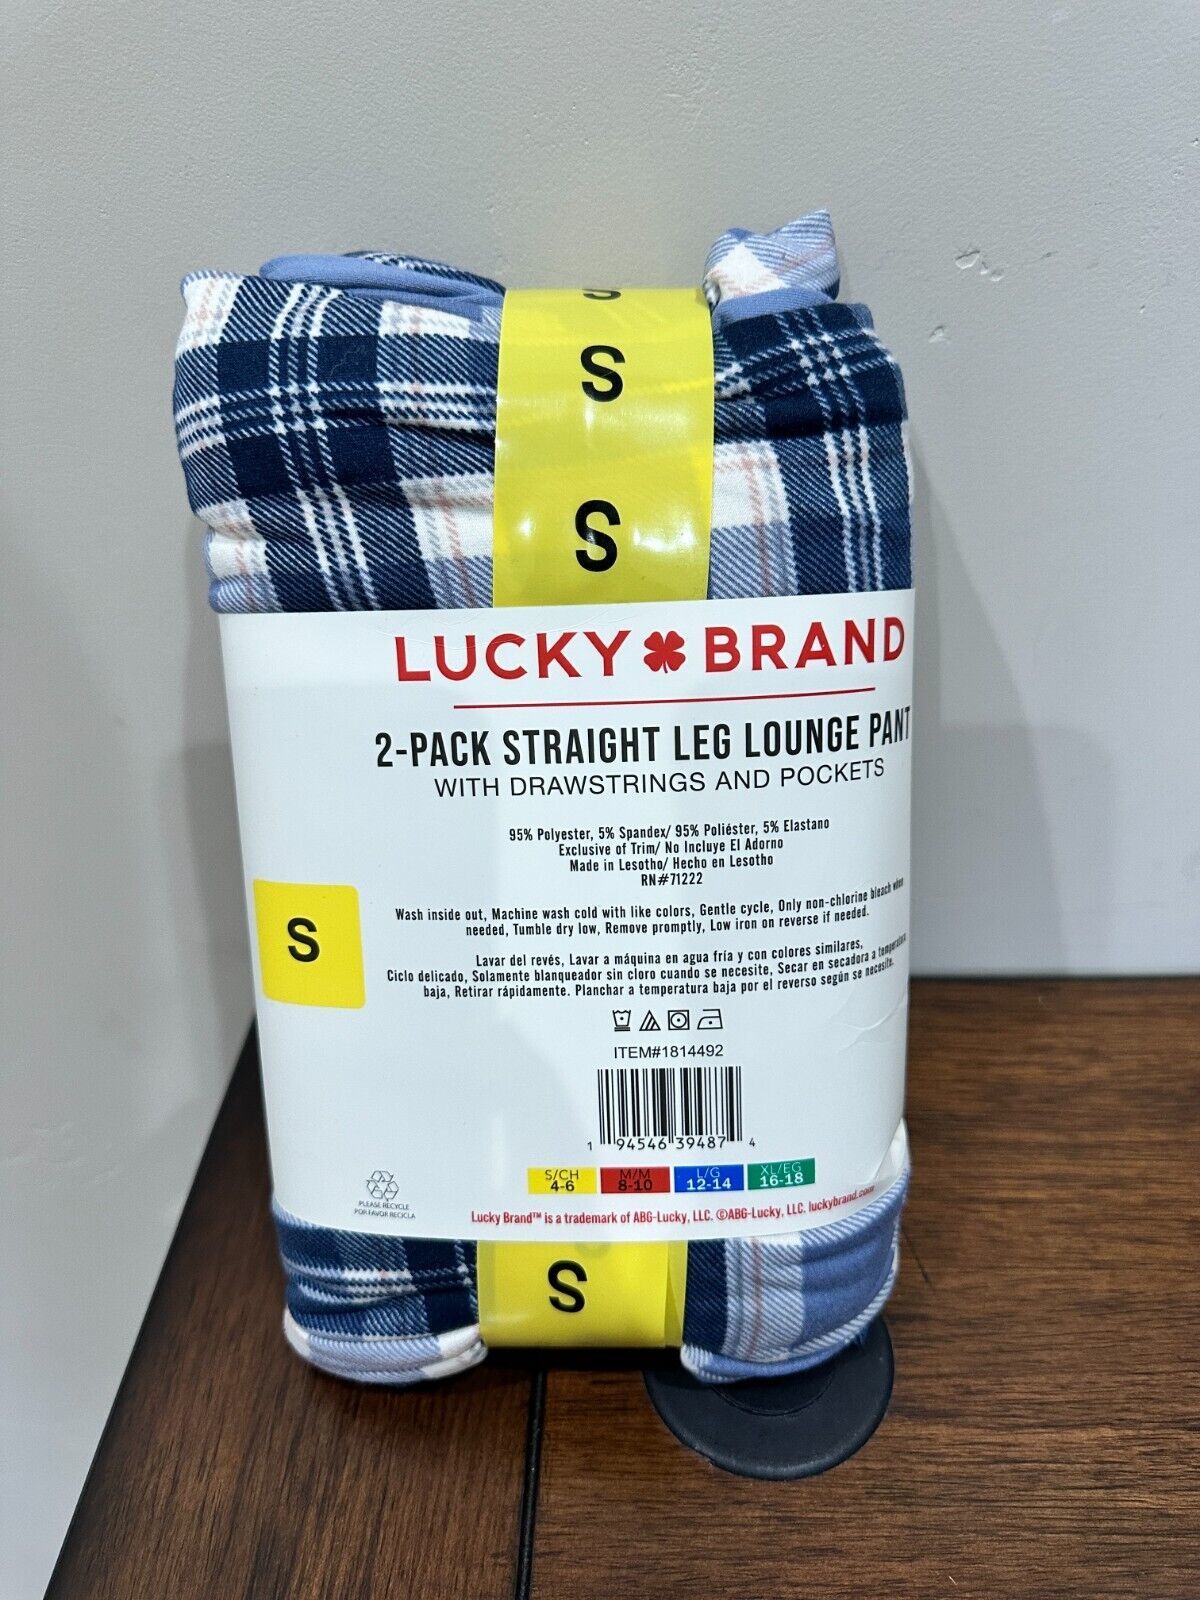 S
S
LUCKY BRAND
2-PACK STRAIGHT LEG LOUNGE PANT
WITH DRAWSTRINGS AND POCKETS
95% Polyester, 5% Spandex/ 95% Poliéster, 5% Elastano
Exclusive of Trim/ No Incluye El Adorno
Made in Lesotho/ Hecho en Lesotho
RN#71222
S
Wash inside out, Machine wash cold with like colors, Gentle cycle, Only non-chlorine bleach when
needed, Tumble dry low, Remove promptly, Low iron on reverse if needed.
Lavar del revés, Lavar a máquina en agua fría y con colores similares,
Ciclo delicado, Solamente blanqueador sin cloro cuando se necesite, Secar en secadora a temperatura
baja, Retirar rápidamente. Planchar a temperatura baja por el reverso según se necesite.
ITEM#1814492
1 94546 39487 4
S/CH M/M L/G XL/EG
4-6 8-10 12-14 16-18
PLEASE RECYCLE
POR FAVOR RECICLA
Lucky Brand™ is a trademark of ABG-Lucky, LLC. ©ABG-Lucky, LLC. luckybrand.com
S